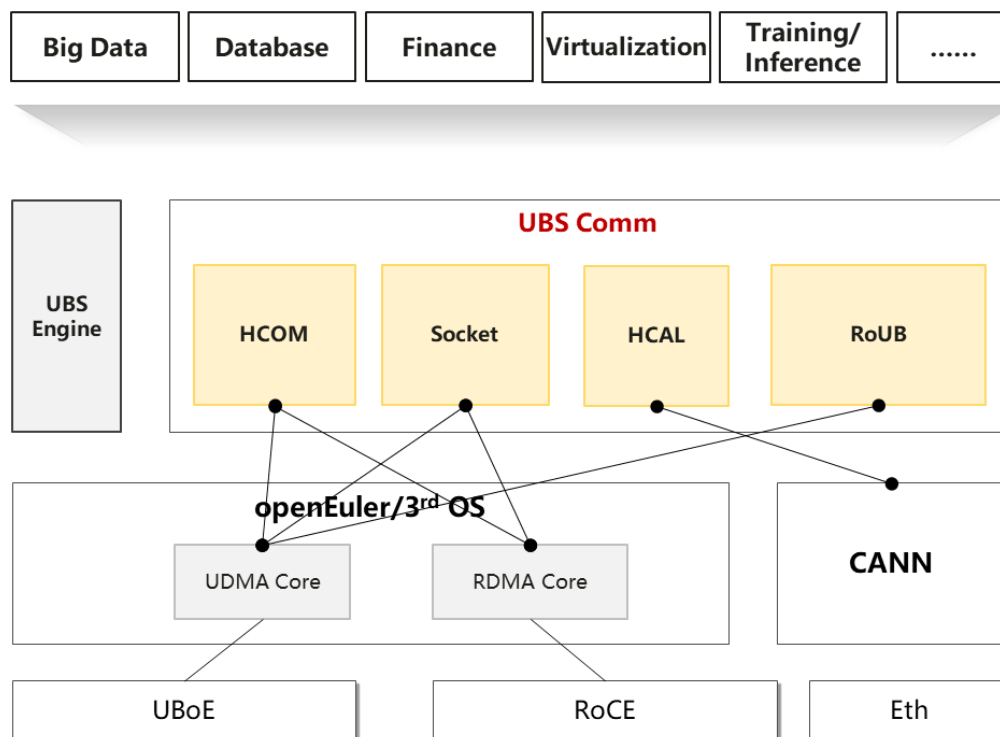 Big Data
Database
Finance
Virtualization
Training/
Inference
......
UBS Comm
UBS
Engine
HCOM
Socket
HCAL
RoUB
openEuler/3rd OS
CANN
UDMA Core
RDMA Core
UBoE
RoCE
Eth